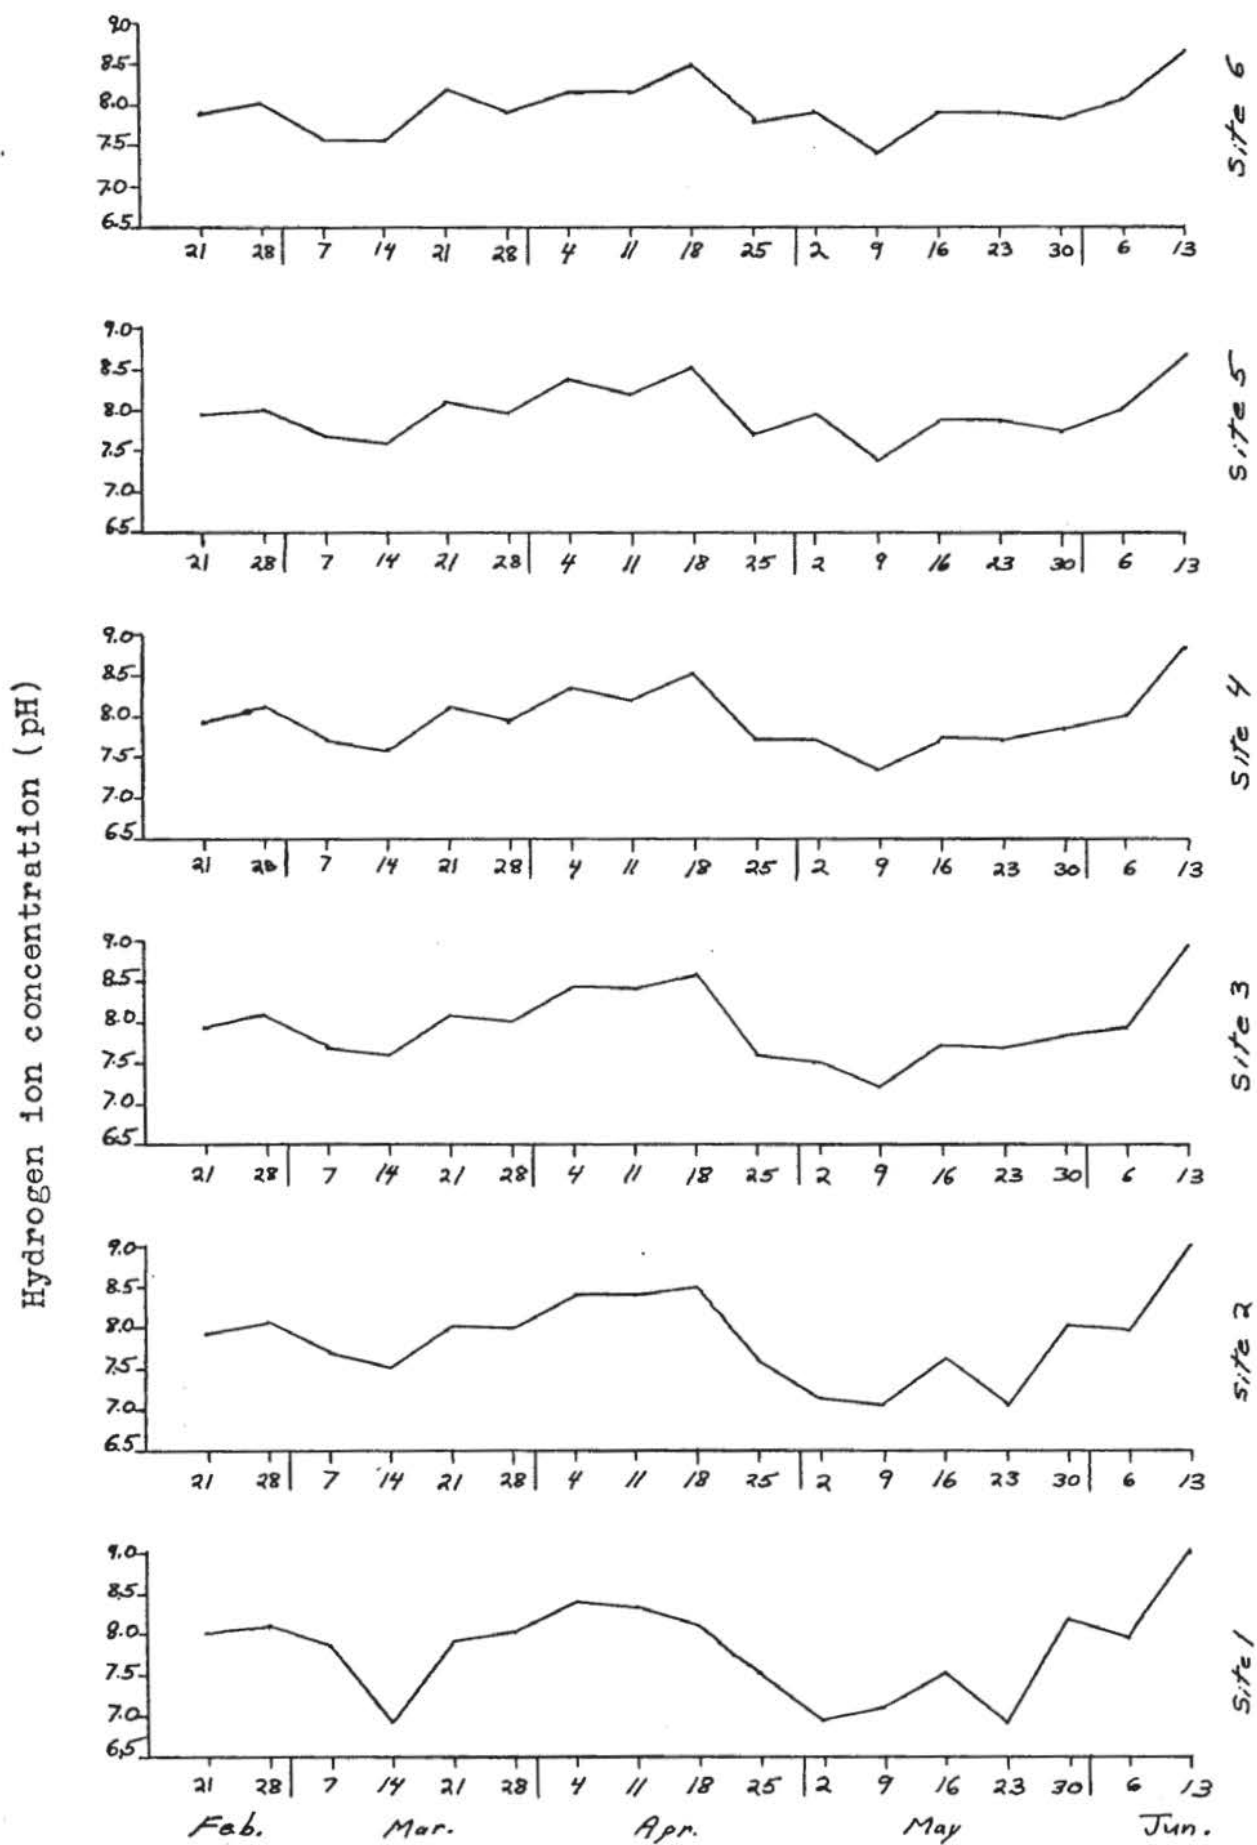 Hydrogen ion concentration (pH)
9.0
8.5
8.0
7.5
7.0
6.5
21 28 | 7 14 21 28 | 4 11 18 25 | 2 9 16 23 30 | 6 13
Site 6
9.0
8.5
8.0
7.5
7.0
6.5
21 28 | 7 14 21 28 | 4 11 18 25 | 2 9 16 23 30 | 6 13
Site 5
9.0
8.5
8.0
7.5
7.0
6.5
21 28 | 7 14 21 28 | 4 11 18 25 | 2 9 16 23 30 | 6 13
Site 4
9.0
8.5
8.0
7.5
7.0
6.5
21 28 | 7 14 21 28 | 4 11 18 25 | 2 9 16 23 30 | 6 13
Site 3
9.0
8.5
8.0
7.5
7.0
6.5
21 28 | 7 14 21 28 | 4 11 18 25 | 2 9 16 23 30 | 6 13
Site 2
9.0
8.5
8.0
7.5
7.0
6.5
21 28 | 7 14 21 28 | 4 11 18 25 | 2 9 16 23 30 | 6 13
Site 1
Feb. Mar. Apr. May Jun.